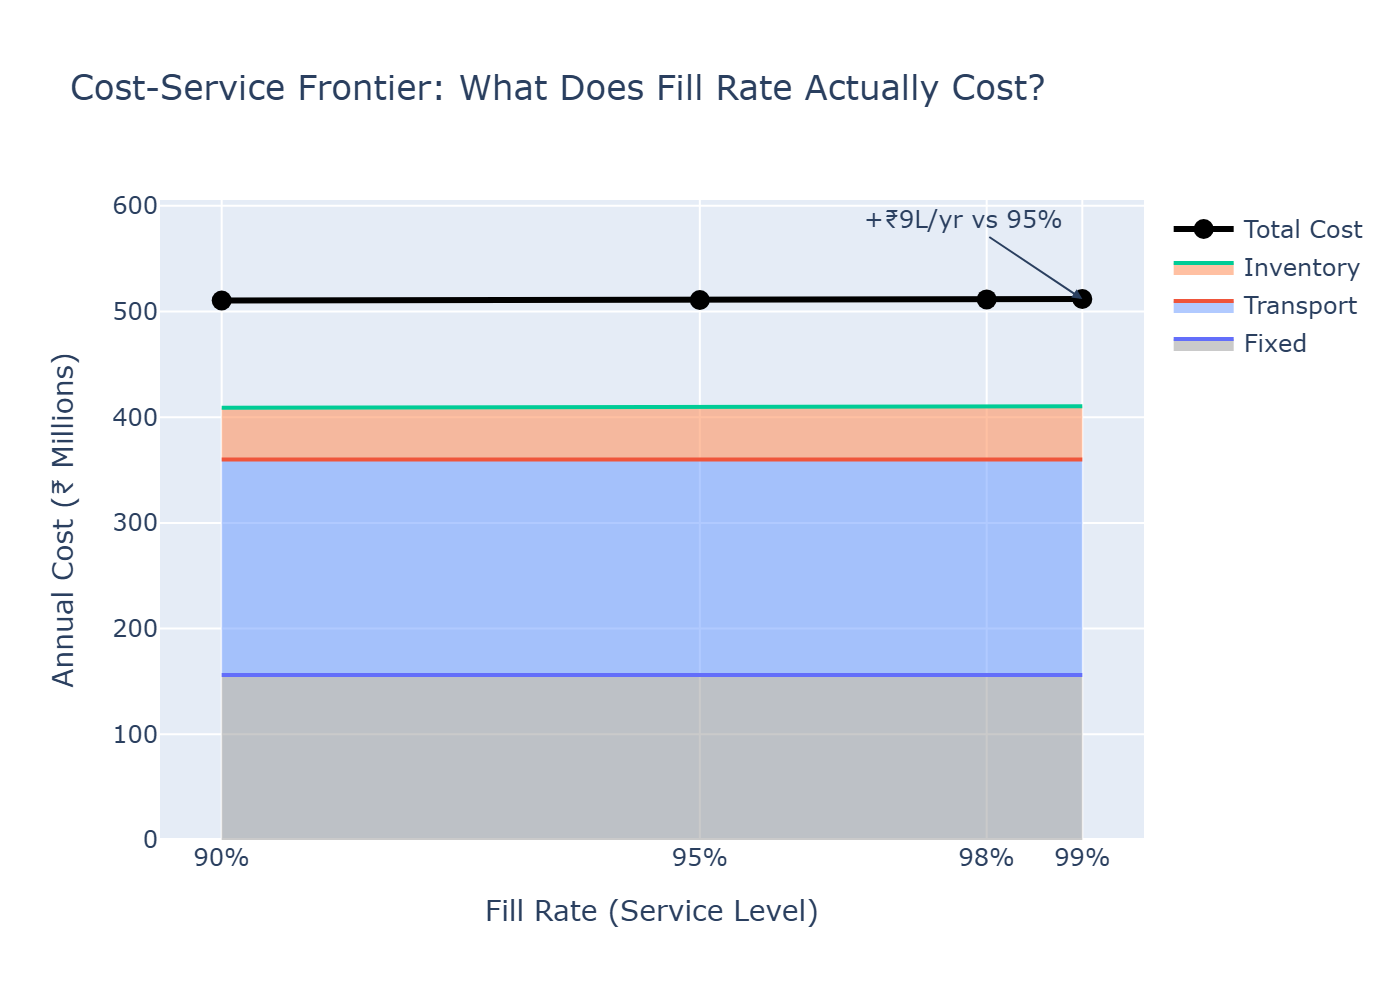 Cost-Service Frontier: What Does Fill Rate Actually Cost?
600
500
400
300
200
100
0
Annual Cost (₹ Millions)
+₹9L/yr vs 95%
90%
95%
98%
99%
Fill Rate (Service Level)
Total Cost
Inventory
Transport
Fixed